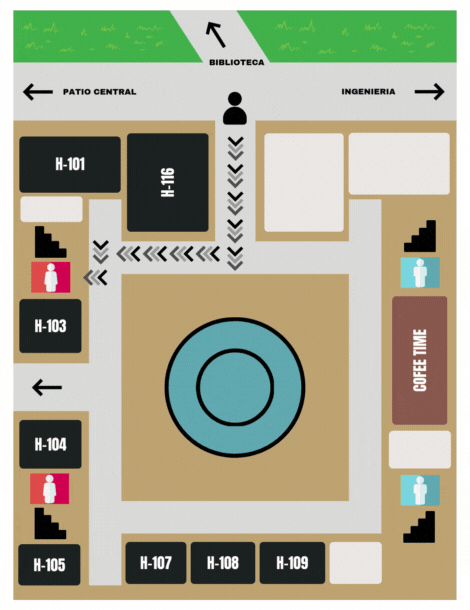 BIBLIOTECA
PATIO CENTRAL
INGENIERIA
H-101
H-116
H-103
COFEE TIME
H-104
H-105
H-107
H-108
H-109